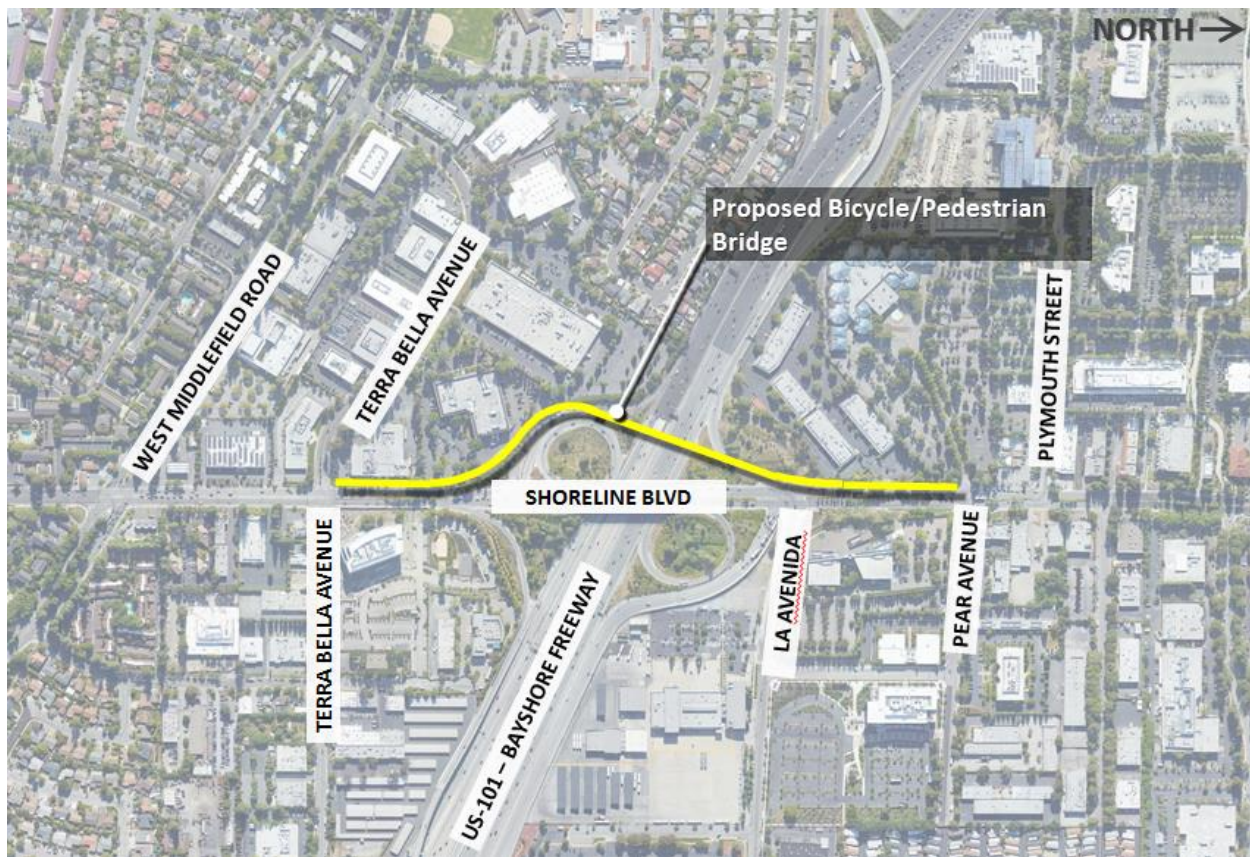 NORTH
Proposed Bicycle/Pedestrian
Bridge
WEST MIDDLEFIELD ROAD
TERRA BELLA AVENUE
PLYMOUTH STREET
SHORELINE BLVD
TERRA BELLA AVENUE
US-101 – BAYSHORE FREEWAY
LA AVENIDA
PEAR AVENUE